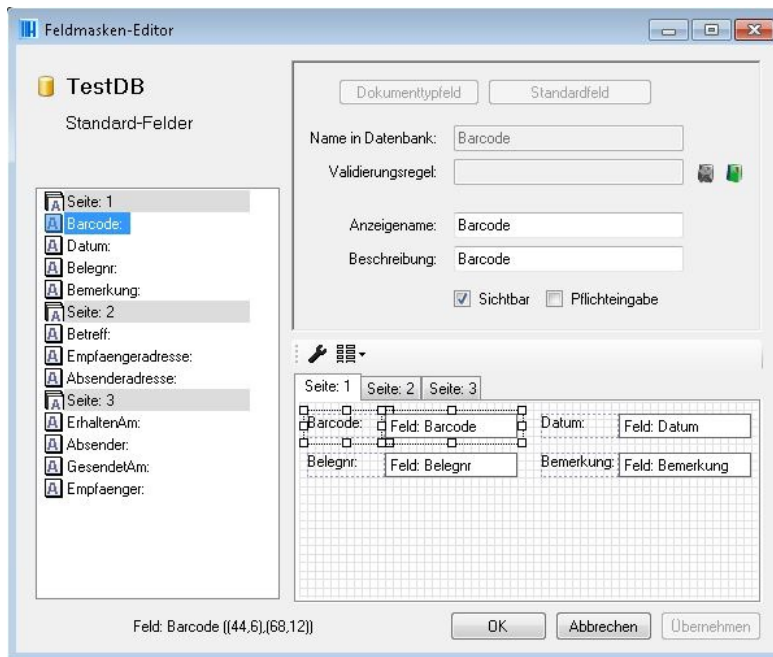 Feldmasken-Editor
TestDB
Standard-Felder
Dokumenttypfeld Standardfeld
Name in Datenbank: Barcode
Validierungsregel:
Anzeigename: Barcode
Beschreibung: Barcode
Sichtbar Pflichteingabe
Seite: 1
Barcode:
Datum:
Belegnr:
Bemerkung:
Seite: 2
Betreff:
Empfaengeradresse:
Absenderadresse:
Seite: 3
ErhaltenAm:
Absender:
GesendetAm:
Empfaenger:
Seite: 1 Seite: 2 Seite: 3
Barcode: Feld: Barcode Datum: Feld: Datum
Belegnr: Feld: Belegnr Bemerkung: Feld: Bemerkung
Feld: Barcode ((44,6),(68,12))
OK Abbrechen Übernehmen